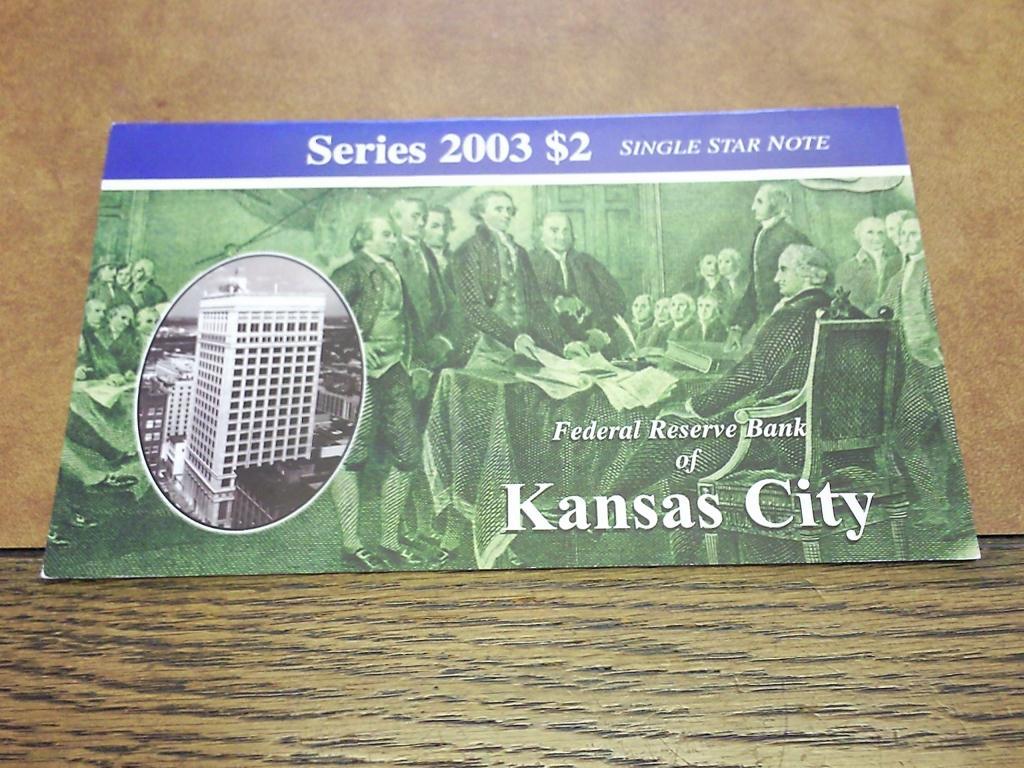 Series 2003 $2 SINGLE STAR NOTE
Federal Reserve Bank
of
Kansas City